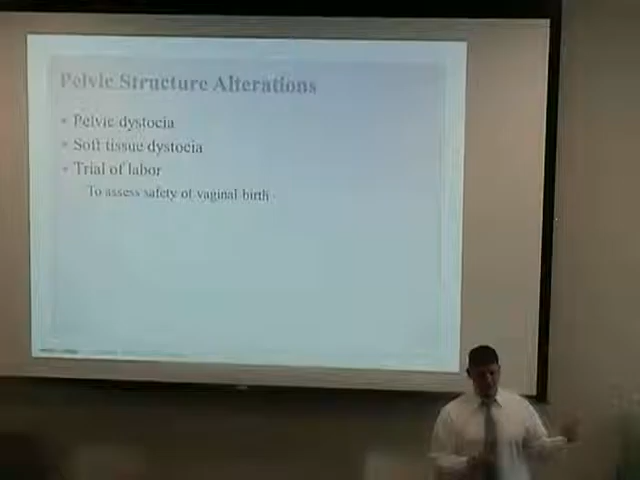 Pelvic Structure Alterations
Pelvic dystocia
Soft tissue dystocia
Trial of labor
To assess safety of vaginal birth